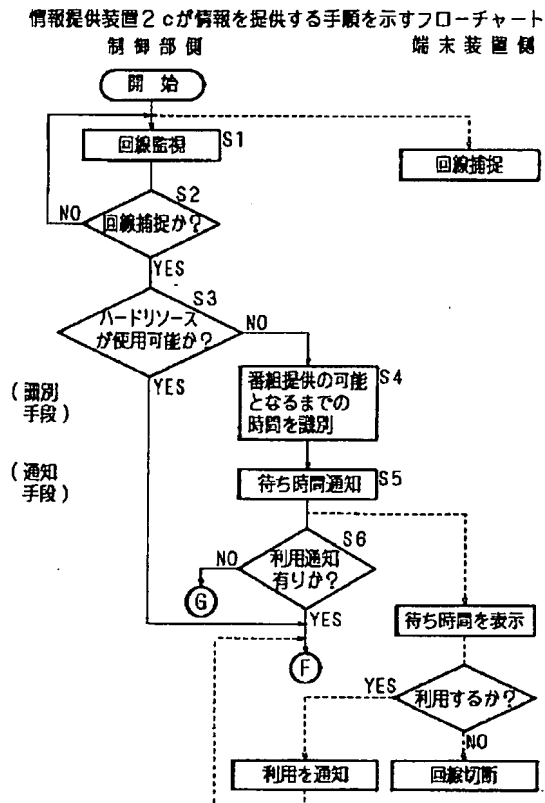 情報提供装置２ｃが情報を提供する手順を示すフローチャート
制御部側
端末装置側
開始
回線監視
S1
回線捕捉
S2
回線捕捉か？
NO
YES
S3
ハードリソース
が使用可能か？
NO
YES
番組提供の可能
となるまでの
時間を識別
S4
(識別
手段)
待ち時間通知
S5
(通知
手段)
S6
利用通知
有りか？
NO
G
YES
待ち時間を表示
F
利用するか？
YES
NO
利用を通知
回線切断